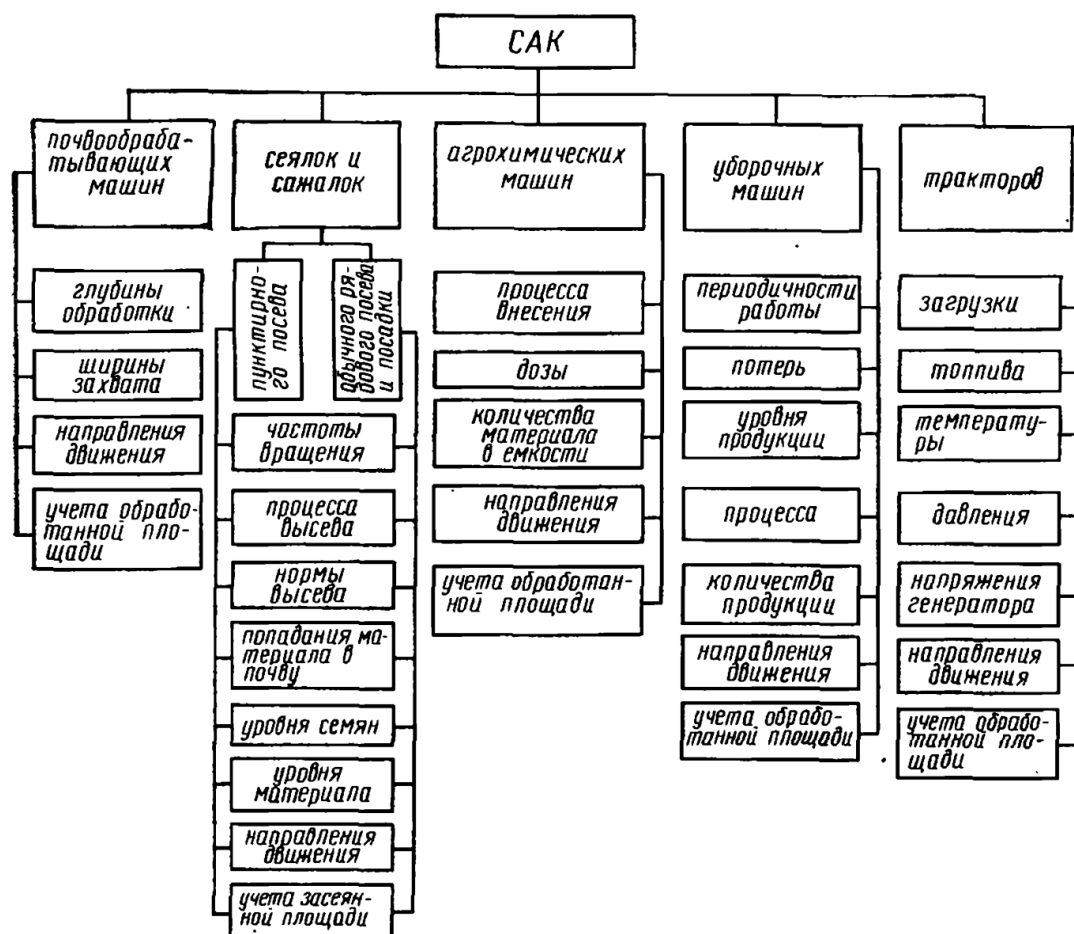 САК
почвообраба-
тывающих
машин
глубины
обработки
ширины
захвата
направления
движения
учета обрабо-
танной пло-
щади
сеялок и
сажалок
пунктирно-
го посева
обычного ря-
дового посева
и посадки
частоты
вращения
процесса
высева
нормы
высева
попадания ма-
териала в
почву
уровня семян
уровня
материала
направления
движения
учета засеян-
ной площади
агрохимических
машин
процесса
внесения
дозы
количества
материала
в емкости
направления
движения
учета обработан-
ной площади
уборочных
машин
периодичности
работы
потерь
уровня
продукции
процесса
количества
продукции
направления
движения
учета обрабо-
танной площади
тракторов
загрузки
топлива
температу-
ры
давления
напряжения
генератора
направления
движения
учета обрабо-
танной пло-
щади